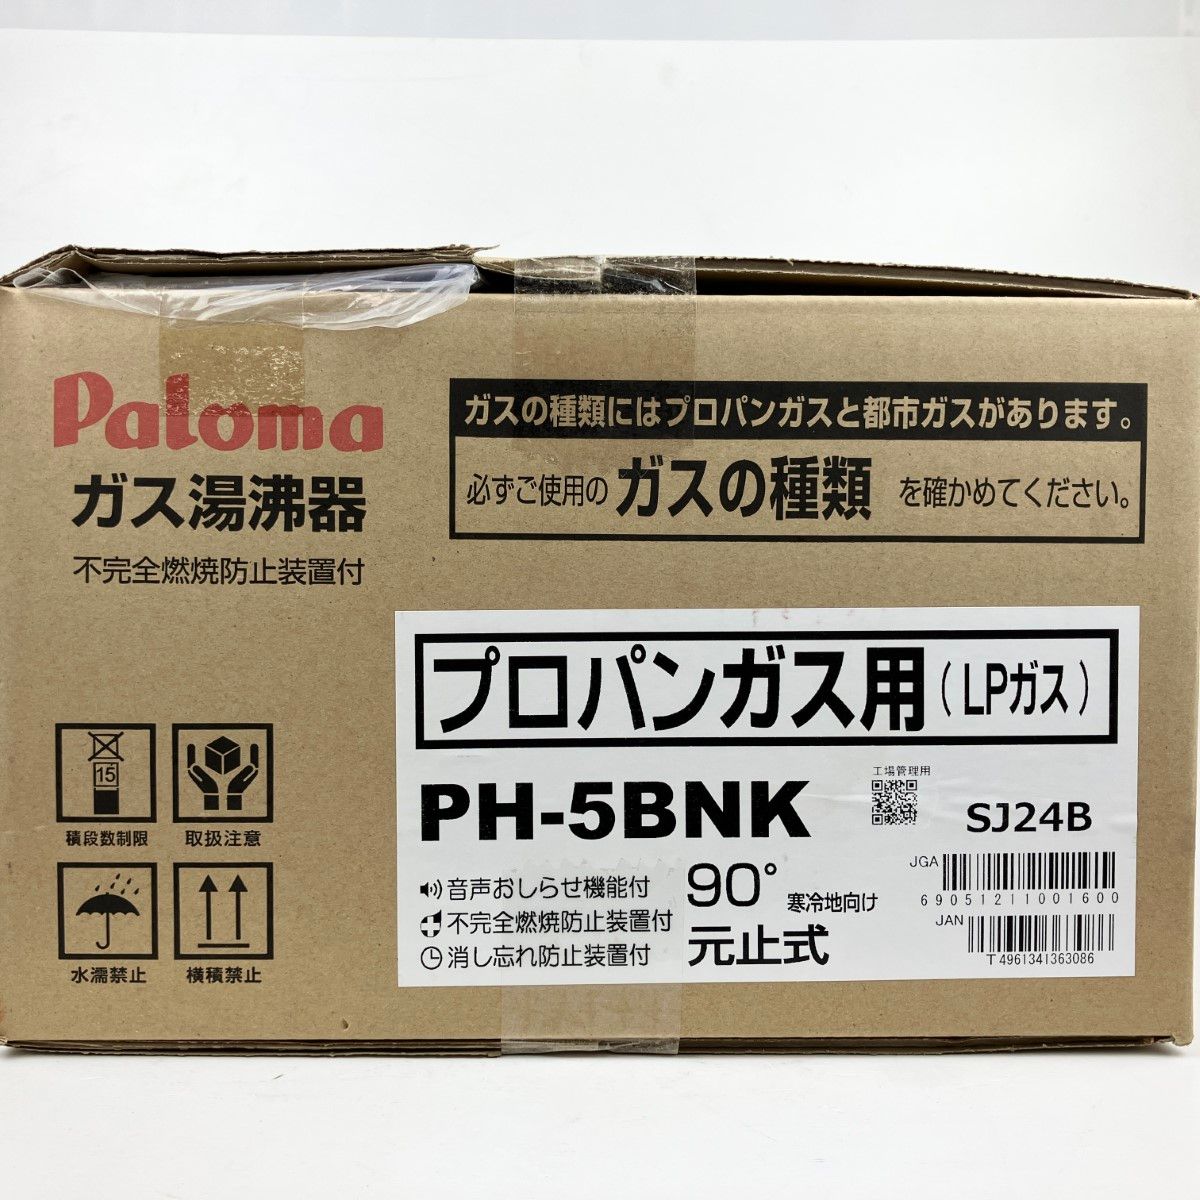 Paloma
ガス湯沸器
不完全燃焼防止装置付
ガスの種類にはプロパンガスと都市ガスがあります。
必ずご使用の ガスの種類 を確かめてください。
プロパンガス用（LPガス）
PH-5BNK
工場管理用
SJ24B
音声おしらせ機能付
不完全燃焼防止装置付
消し忘れ防止装置付
90°
寒冷地向け
元止式
JGA
69051211001600
JAN
T4961341363086
15
積段数制限
取扱注意
水濡禁止
横積禁止